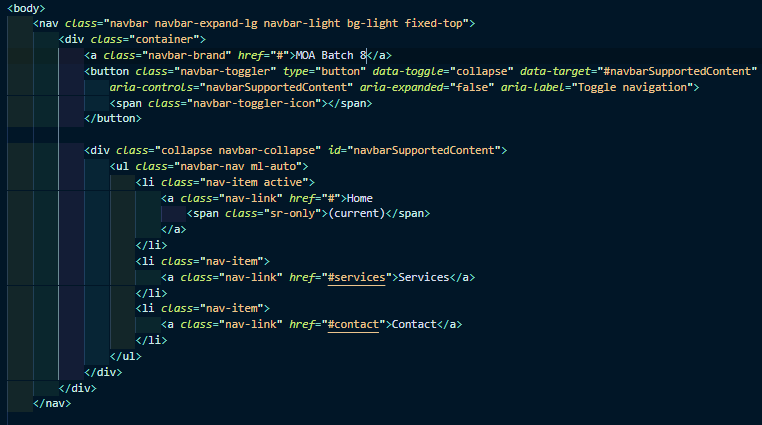 <body>
<nav class="navbar navbar-expand-lg navbar-light bg-light fixed-top">
<div class="container">
<a class="navbar-brand" href="#">MOA Batch 8</a>
<button class="navbar-toggler" type="button" data-toggle="collapse" data-target="#navbarSupportedContent"
aria-controls="navbarSupportedContent" aria-expanded="false" aria-label="Toggle navigation">
<span class="navbar-toggler-icon"></span>
</button>
<div class="collapse navbar-collapse" id="navbarSupportedContent">
<ul class="navbar-nav ml-auto">
<li class="nav-item active">
<a class="nav-link" href="#">Home
<span class="sr-only">(current)</span>
</a>
</li>
<li class="nav-item">
<a class="nav-link" href="#services">Services</a>
</li>
<li class="nav-item">
<a class="nav-link" href="#contact">Contact</a>
</li>
</ul>
</div>
</div>
</nav>